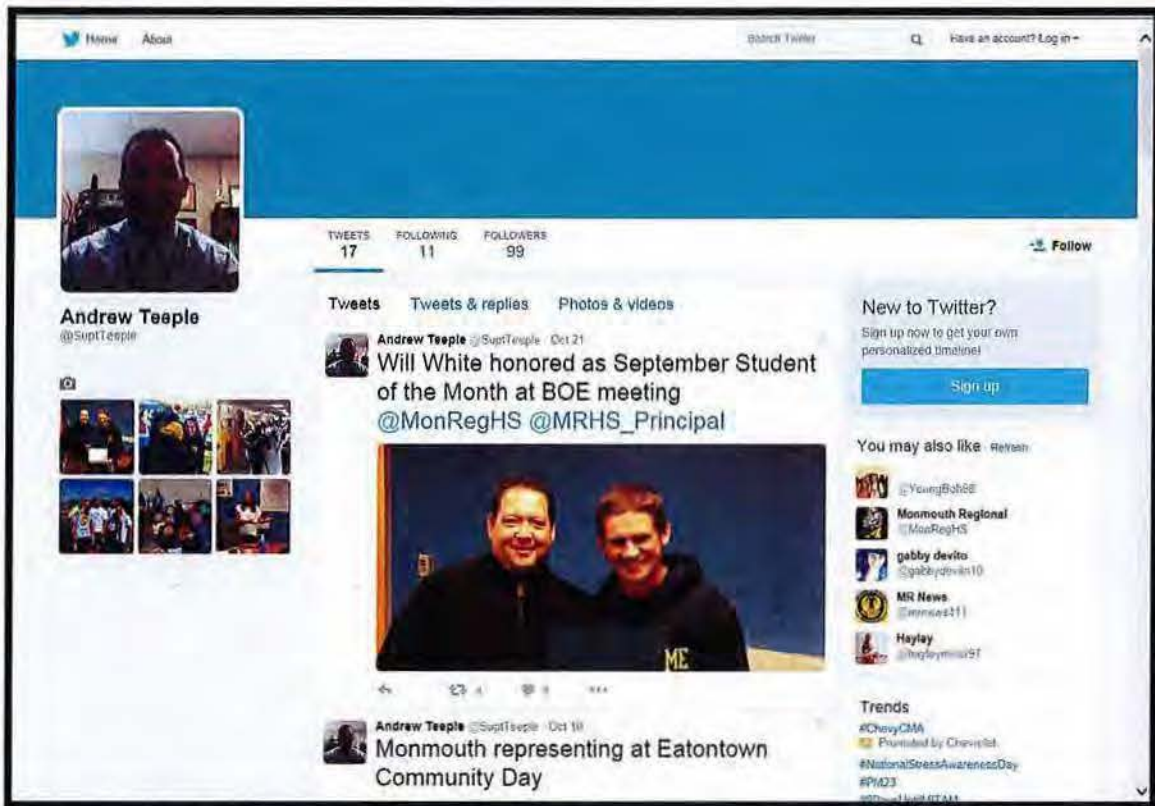 Home About
Search Twitter
Have an account? Log in
TWEETS FOLLOWING FOLLOWERS
17 11 99
Follow
Andrew Teeple
@SuptTeeple
Tweets Tweets & replies Photos & videos
Andrew Teeple @SuptTeeple · Oct 21
Will White honored as September Student
of the Month at BOE meeting
@MonRegHS @MRHS_Principal
ME
Andrew Teeple @SuptTeeple · Oct 10
Monmouth representing at Eatontown
Community Day
New to Twitter?
Sign up now to get your own
personalized timeline!
Sign up
You may also like · Refresh
Monmouth Regional
@MonRegHS
gabby devito
MR News
Hayley
Trends
#ChevyCMA
Promoted by Chevrolet
#NationalStressAwarenessDay